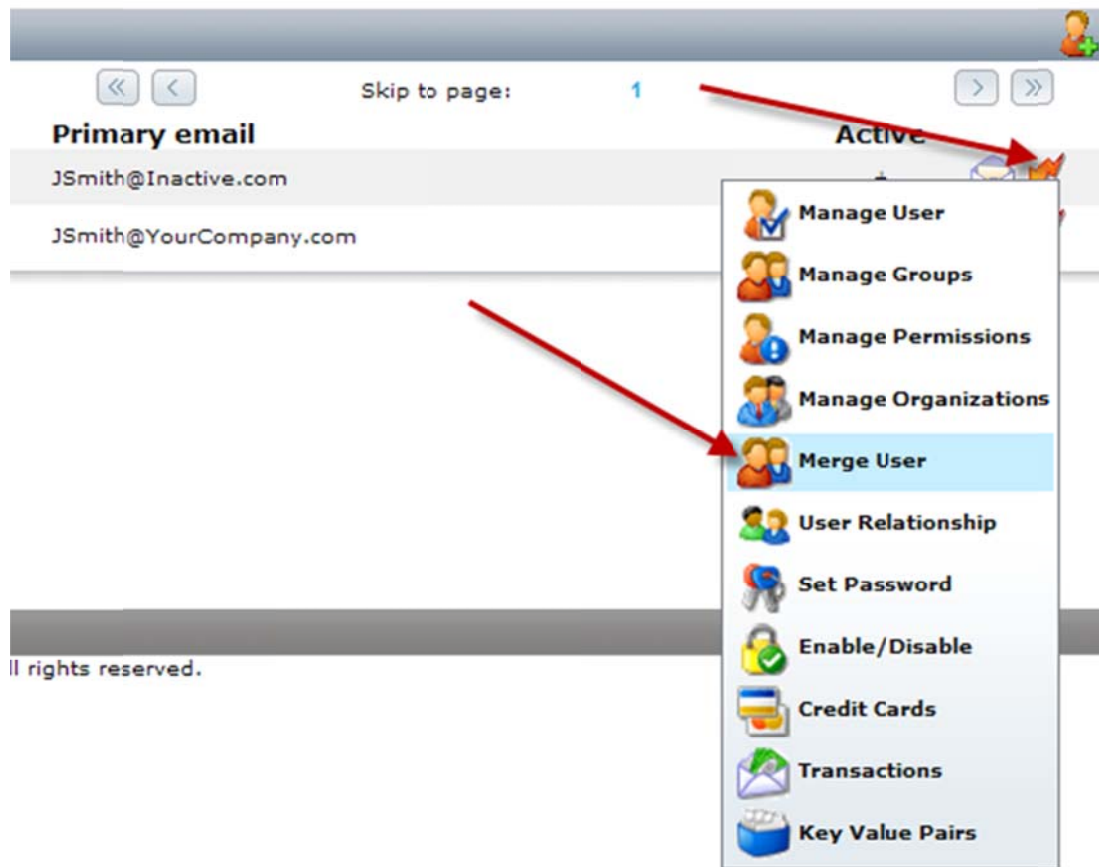 Skip to page: 1
Primary email Active
JSmith@Inactive.com
JSmith@YourCompany.com
Manage User
Manage Groups
Manage Permissions
Manage Organizations
Merge User
User Relationship
Set Password
Enable/Disable
ll rights reserved.
Credit Cards
Transactions
Key Value Pairs